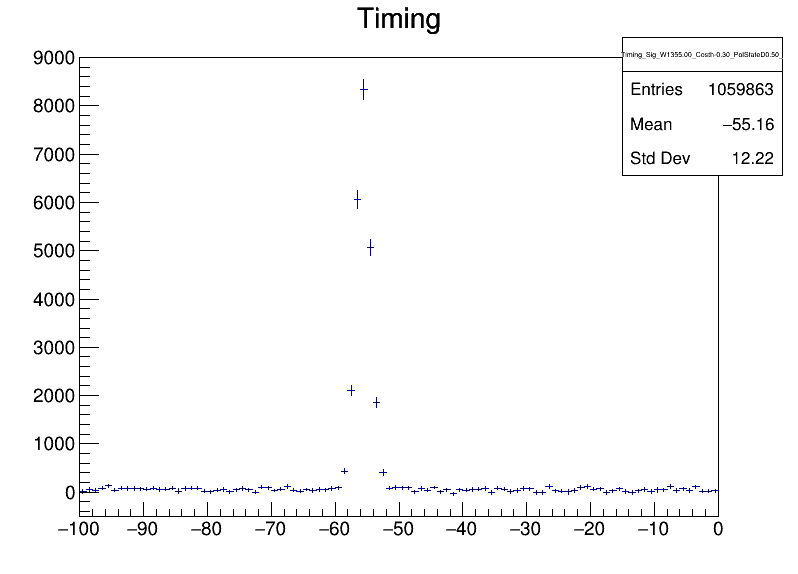 Timing
Timing_Sig_W1355.00_Costh-0.30_PolStateD0.50_
Entries 1059863
Mean −55.16
Std Dev 12.22
9000
8000
7000
6000
5000
4000
3000
2000
1000
0
−100 −90 −80 −70 −60 −50 −40 −30 −20 −10 0